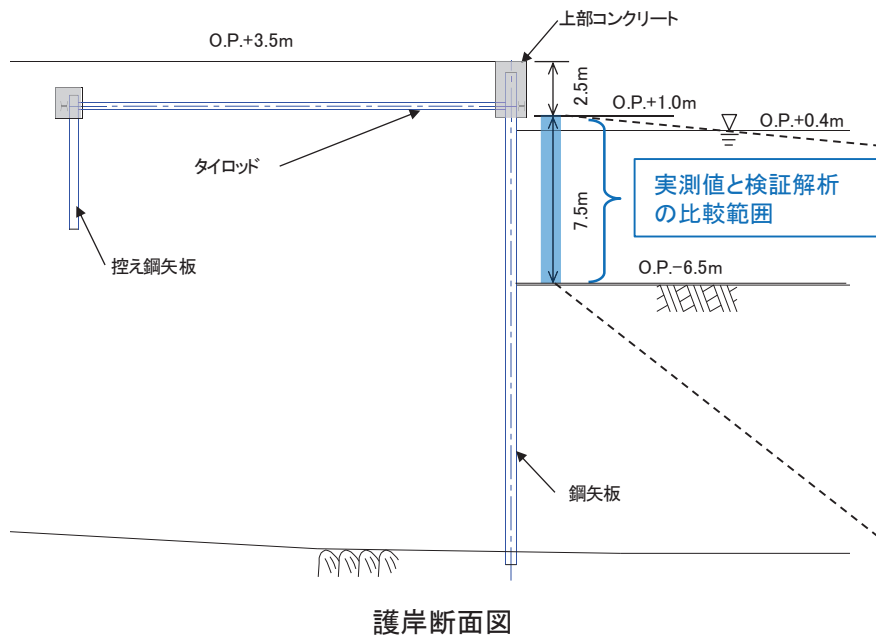 上部コンクリート
O.P.+3.5m
2.5m
O.P.+1.0m
O.P.+0.4m
タイロッド
7.5m
実測値と検証解析
の比較範囲
控え鋼矢板
O.P.-6.5m
鋼矢板
護岸断面図